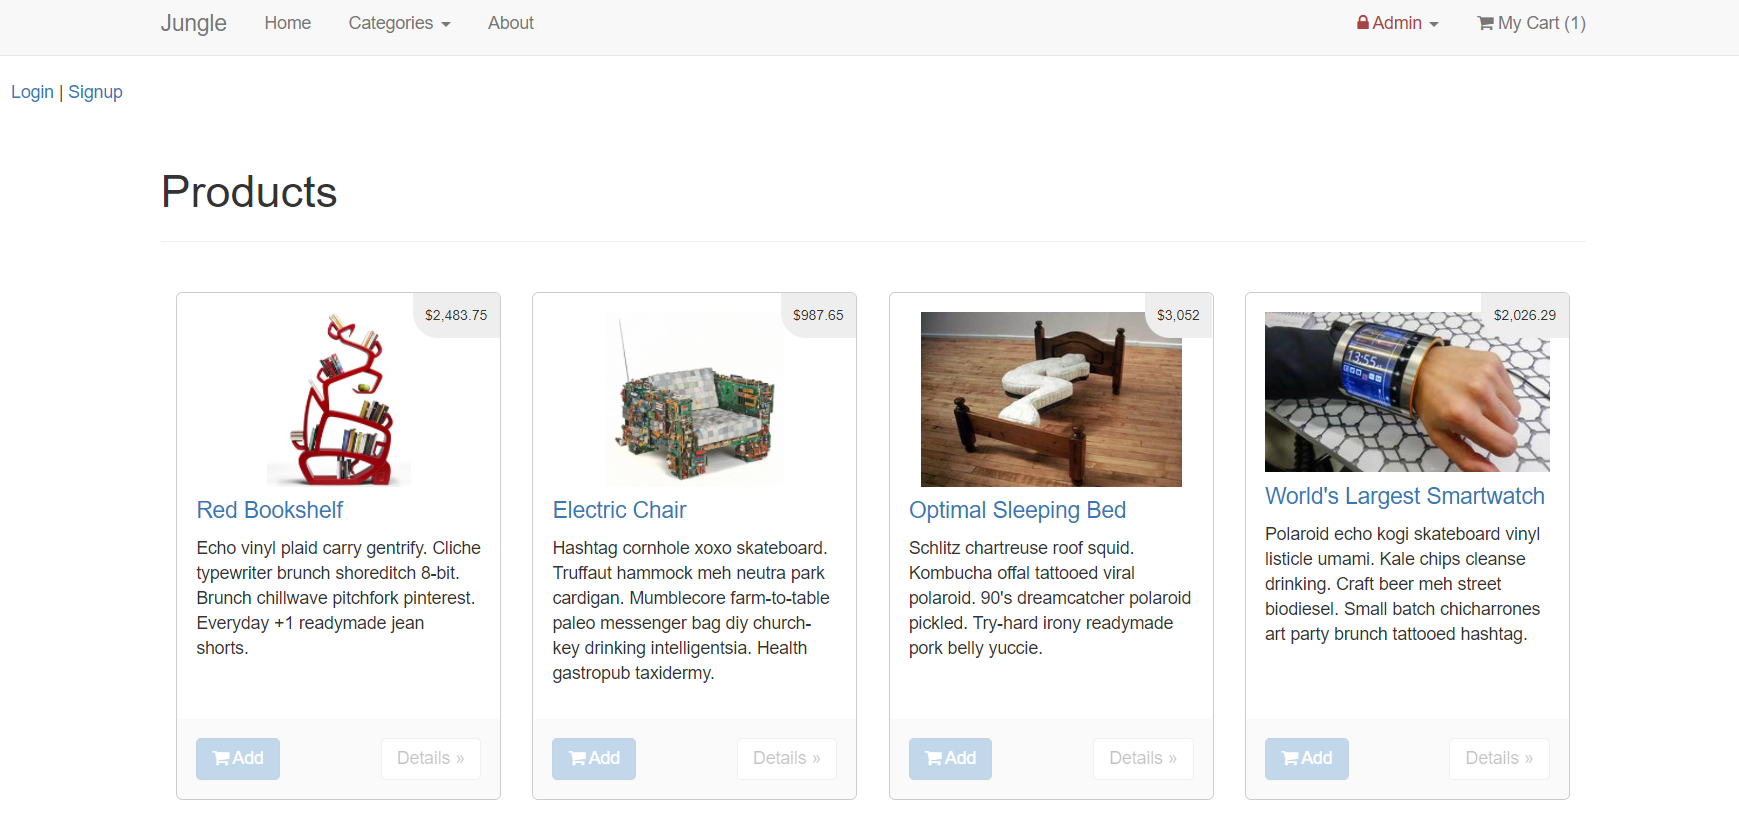 Jungle Home Categories About Admin My Cart (1)
Login | Signup
Products
$2,483.75
Red Bookshelf
Echo vinyl plaid carry gentrify. Cliche
typewriter brunch shoreditch 8-bit.
Brunch chillwave pitchfork pinterest.
Everyday +1 readymade jean
shorts.
Add Details »
$987.65
Electric Chair
Hashtag cornhole xoxo skateboard.
Truffaut hammock meh neutra park
cardigan. Mumblecore farm-to-table
paleo messenger bag diy church-
key drinking intelligentsia. Health
gastropub taxidermy.
Add Details »
$3,052
Optimal Sleeping Bed
Schlitz chartreuse roof squid.
Kombucha offal tattooed viral
polaroid. 90's dreamcatcher polaroid
pickled. Try-hard irony readymade
pork belly yuccie.
Add Details »
$2,026.29
13:55
World's Largest Smartwatch
Polaroid echo kogi skateboard vinyl
listicle umami. Kale chips cleanse
drinking. Craft beer meh street
biodiesel. Small batch chicharrones
art party brunch tattooed hashtag.
Add Details »